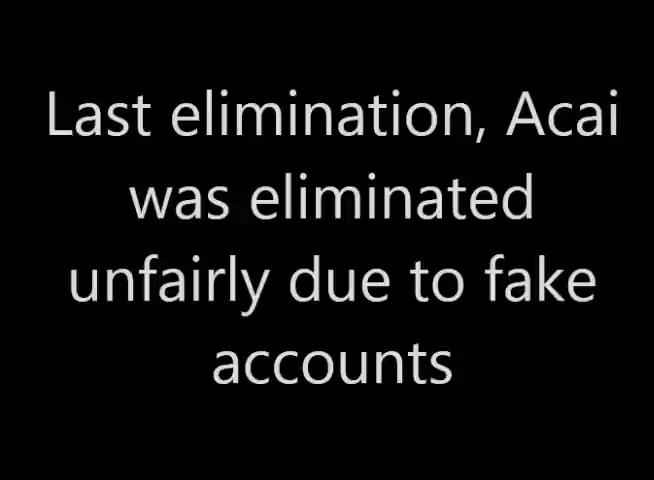 Last elimination, Acai
was eliminated
unfairly due to fake
accounts